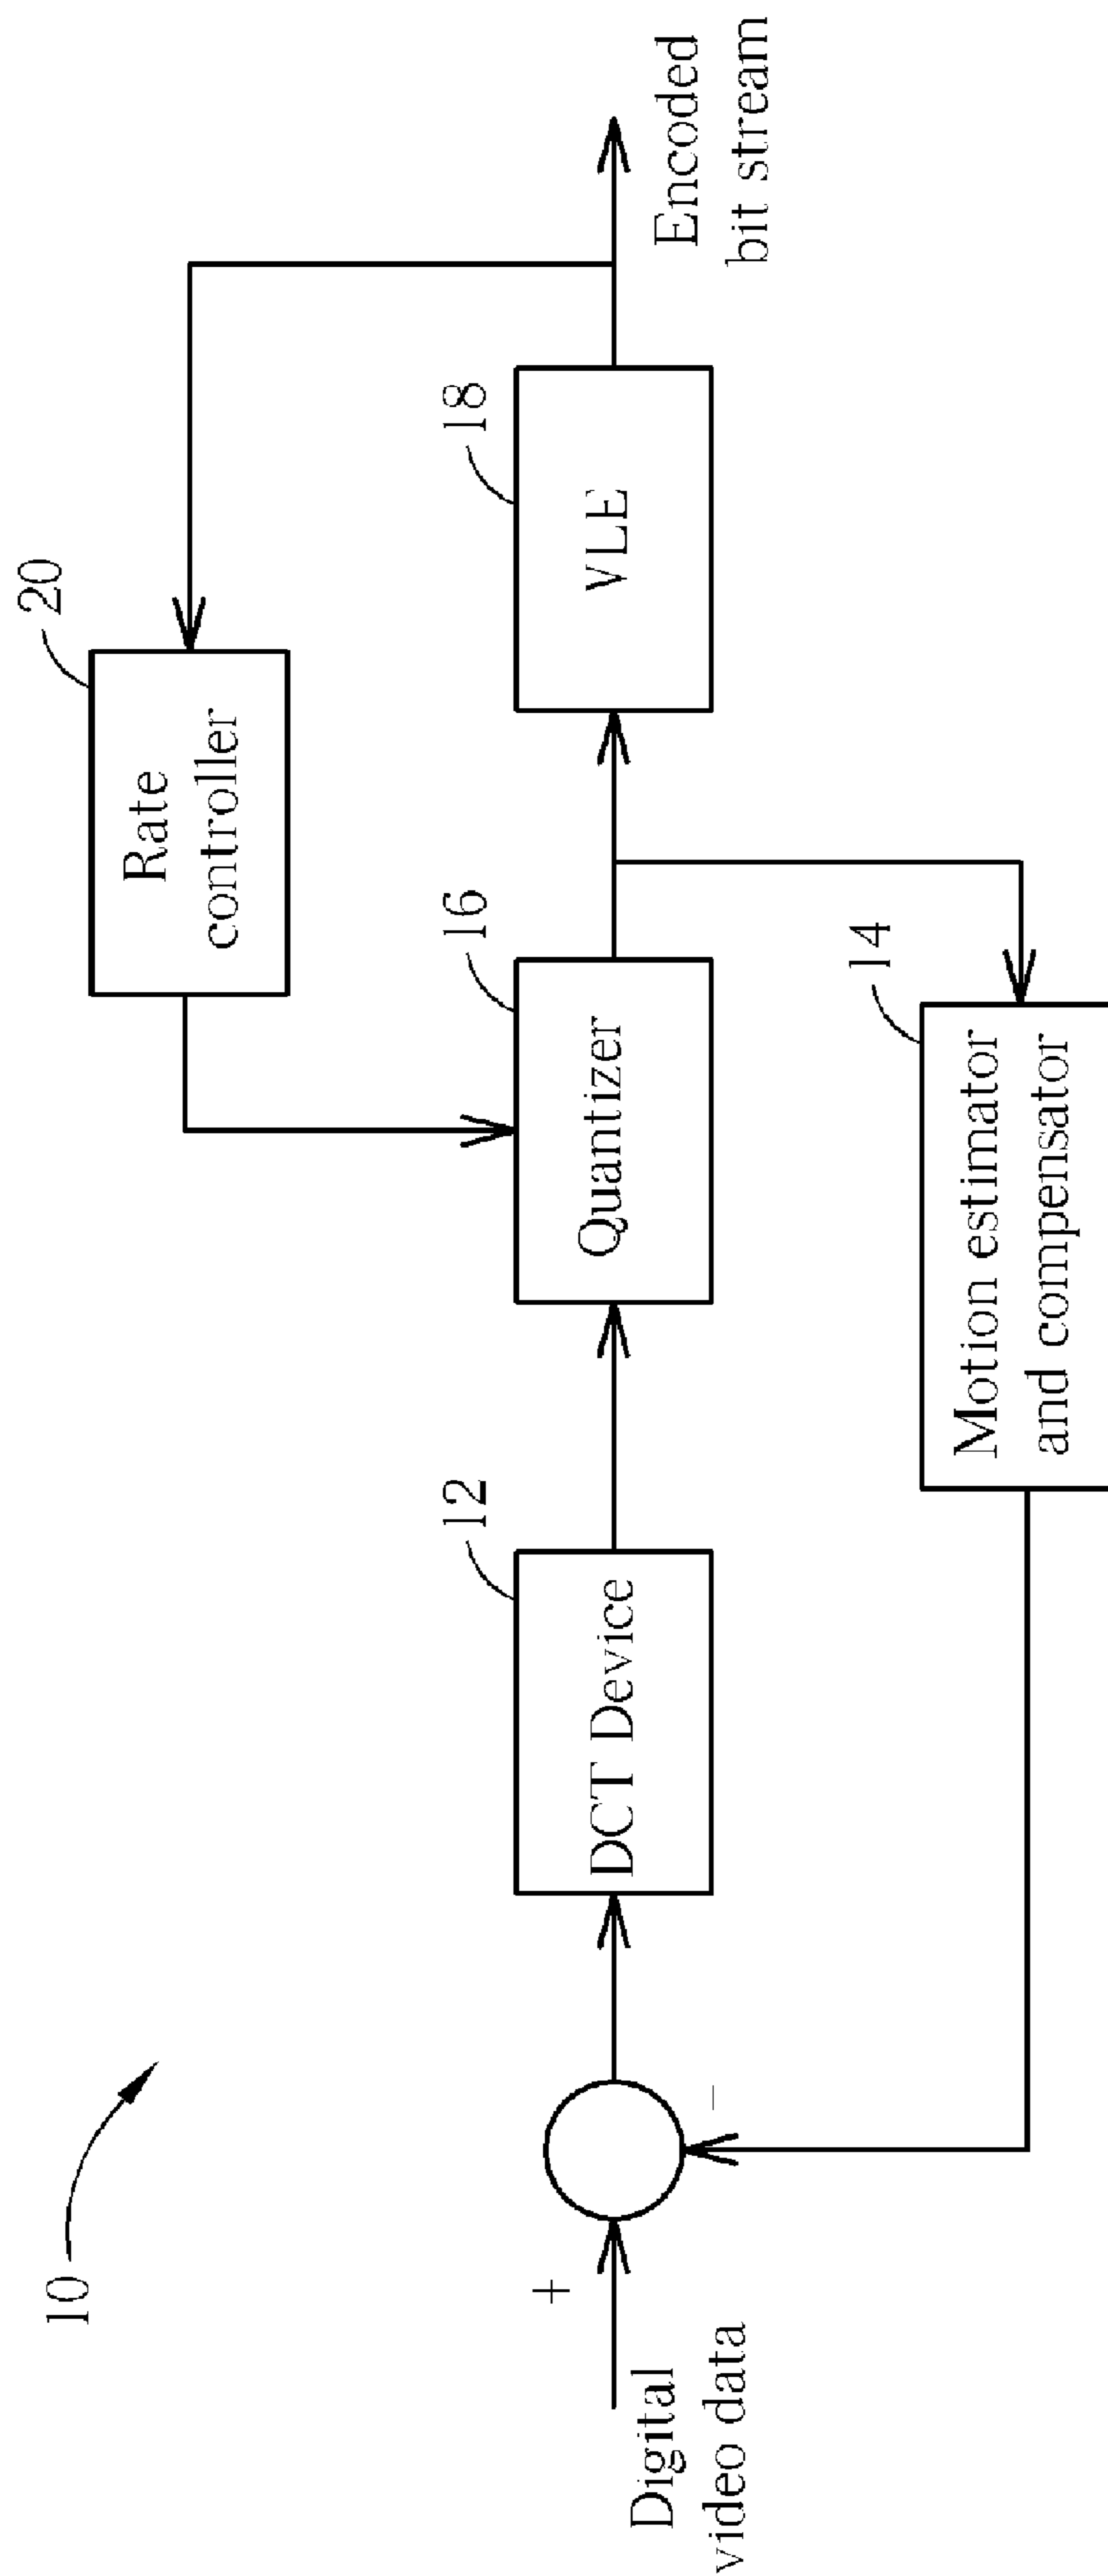 10
20
Rate
controller
Digital
video data
+
-
12
DCT Device
16
Quantizer
18
VLE
Encoded
bit stream
14
Motion estimator
and compensator